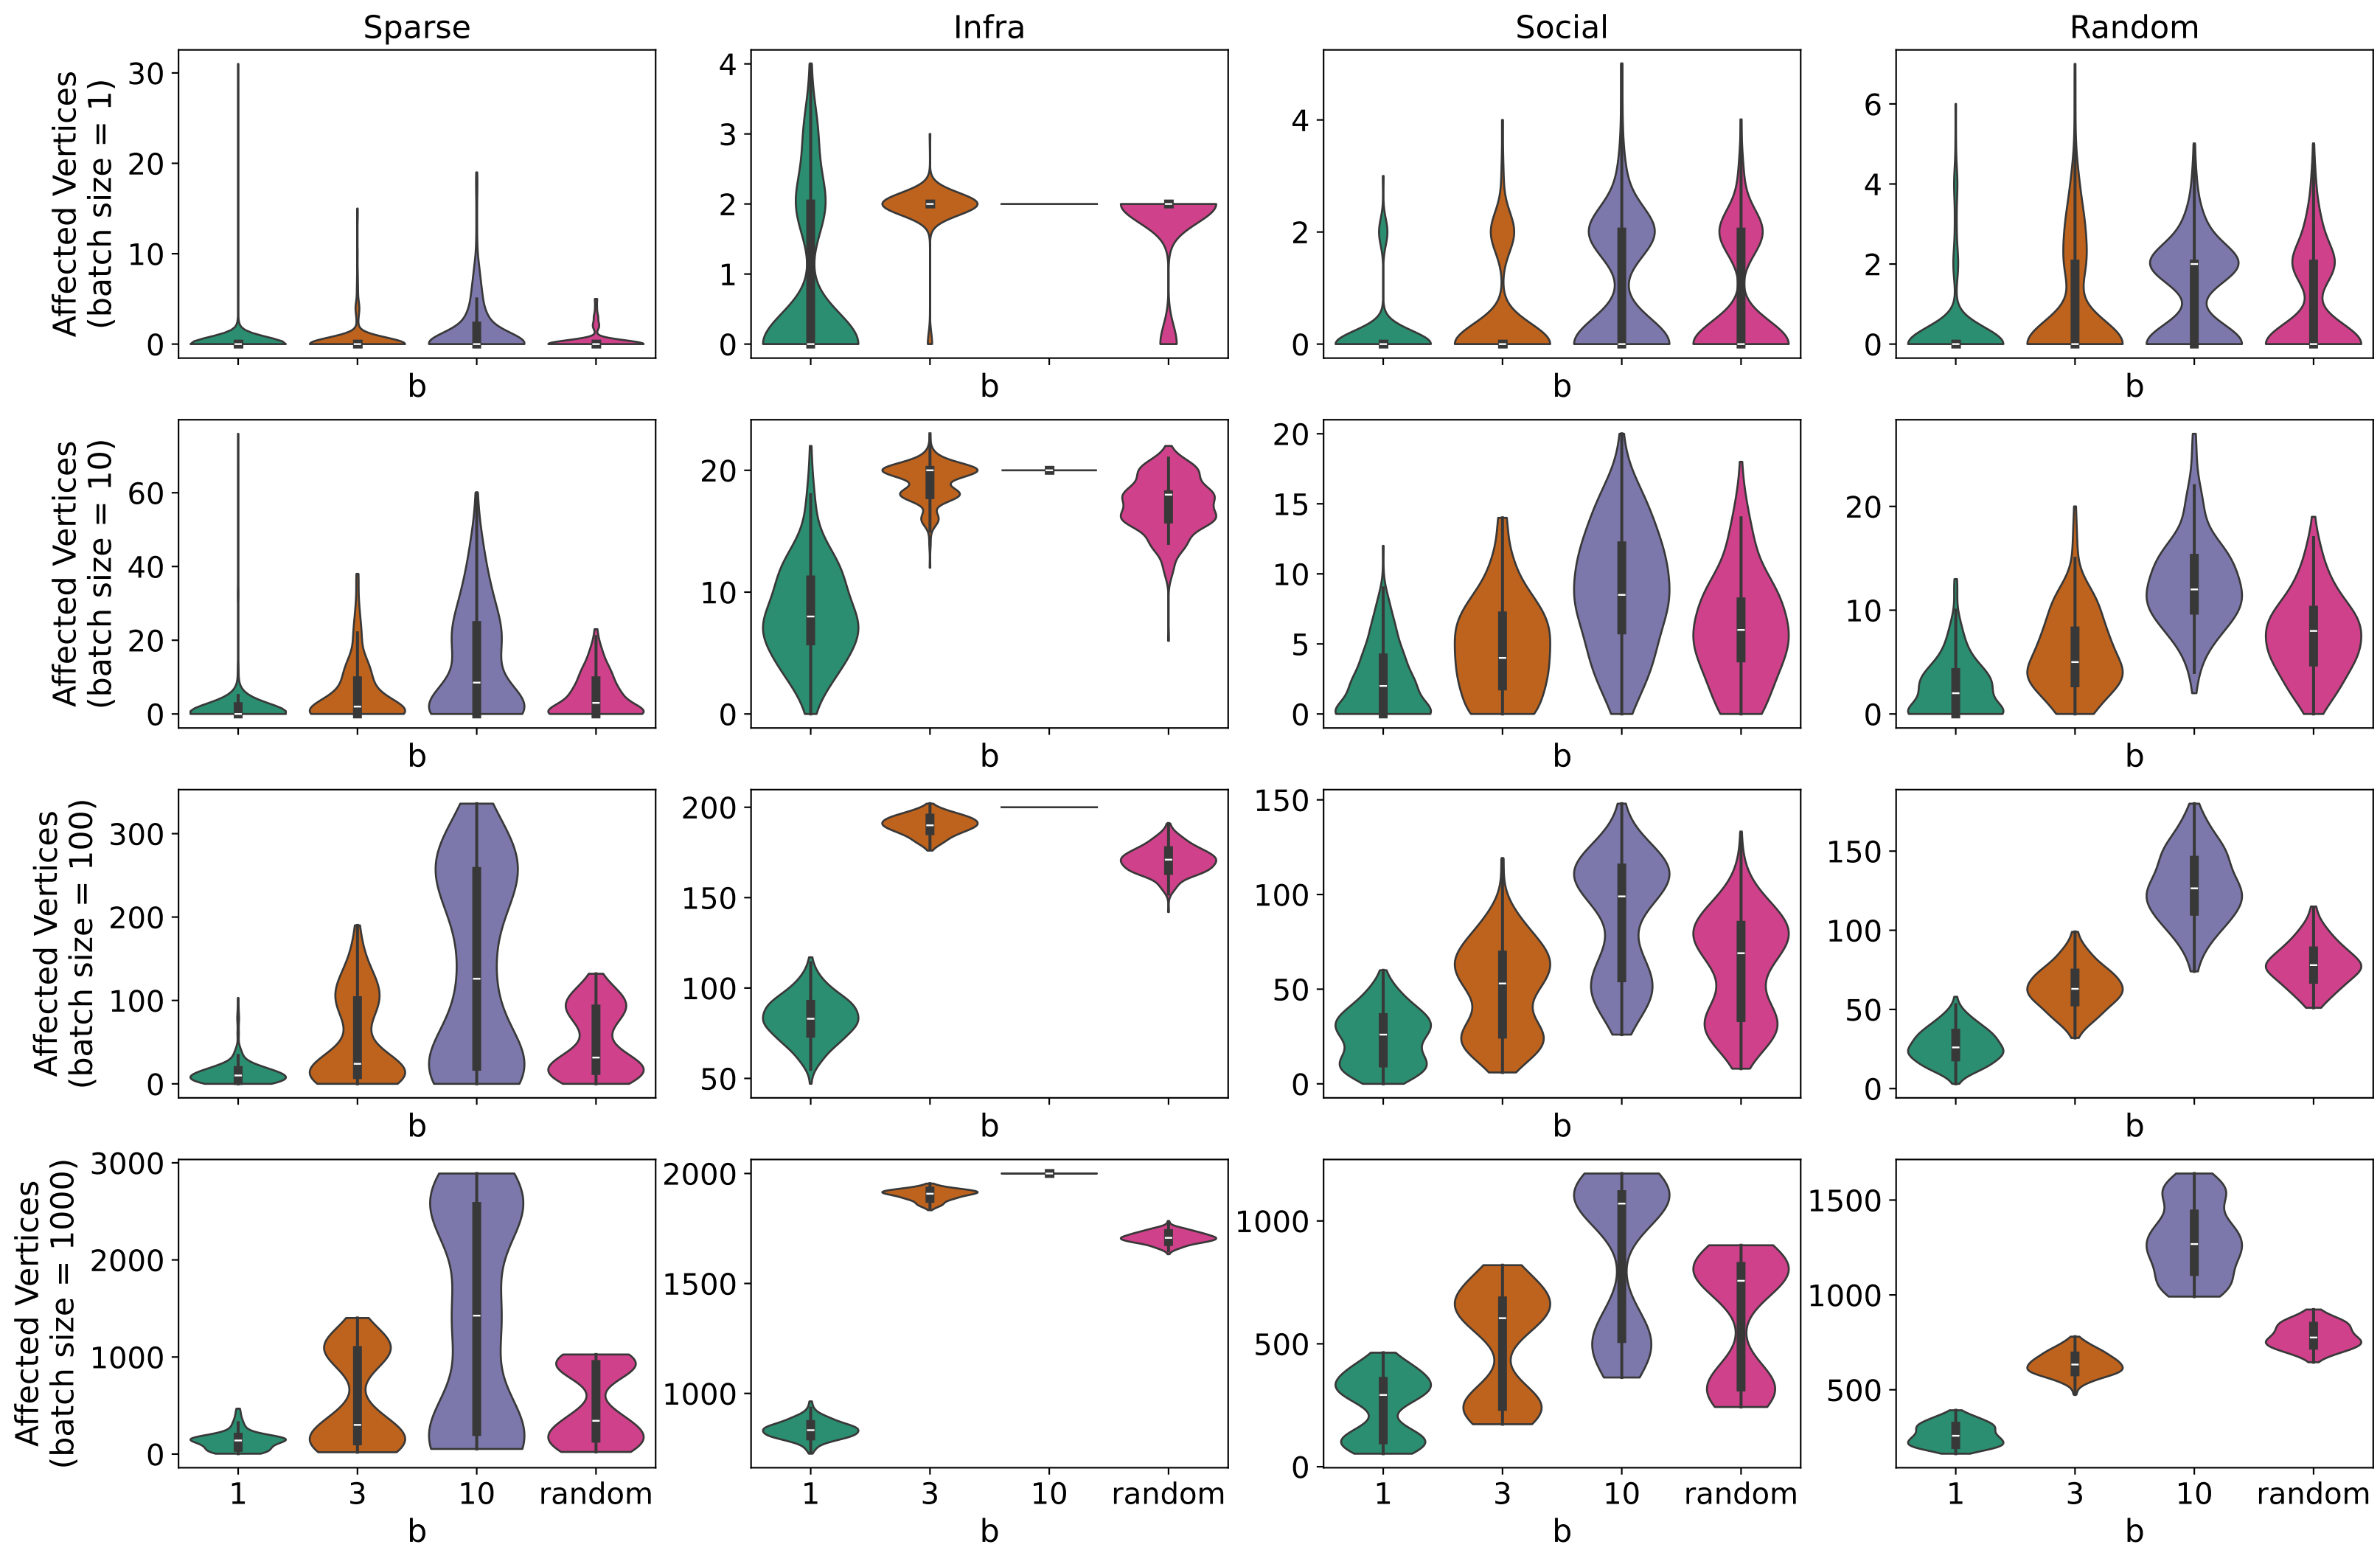 Sparse Infra Social Random
Affected Vertices
(batch size = 1)
30
20
10
0
b
4
3
2
1
0
b
4
2
0
b
6
4
2
0
b
Affected Vertices
(batch size = 10)
60
40
20
0
b
20
10
0
b
20
15
10
5
0
b
20
10
0
b
Affected Vertices
(batch size = 100)
300
200
100
0
b
200
150
100
50
b
150
100
50
0
b
150
100
50
0
b
Affected Vertices
(batch size = 1000)
3000
2000
1000
0
1 3 10 random
b
2000
1500
1000
1 3 10 random
b
1000
500
0
1 3 10 random
b
1500
1000
500
1 3 10 random
b